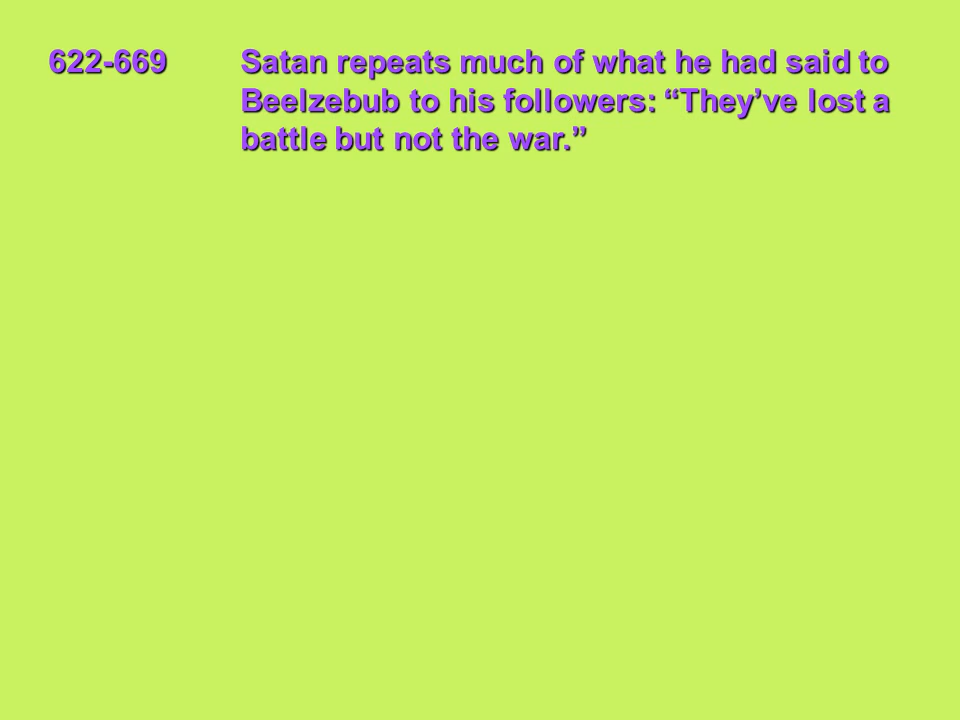 622-669 Satan repeats much of what he had said to
Beelzebub to his followers: “They’ve lost a
battle but not the war.”